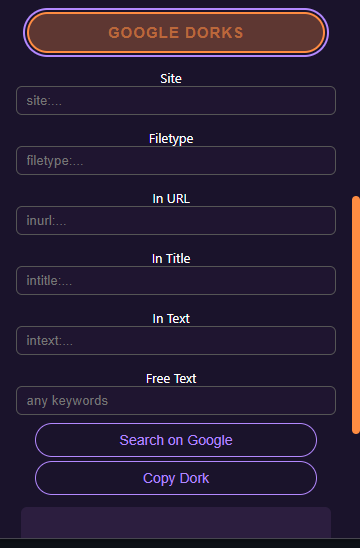 GOOGLE DORKS
Site
site:...
Filetype
filetype:...
In URL
inurl:...
In Title
intitle:...
In Text
intext:...
Free Text
any keywords
Search on Google
Copy Dork